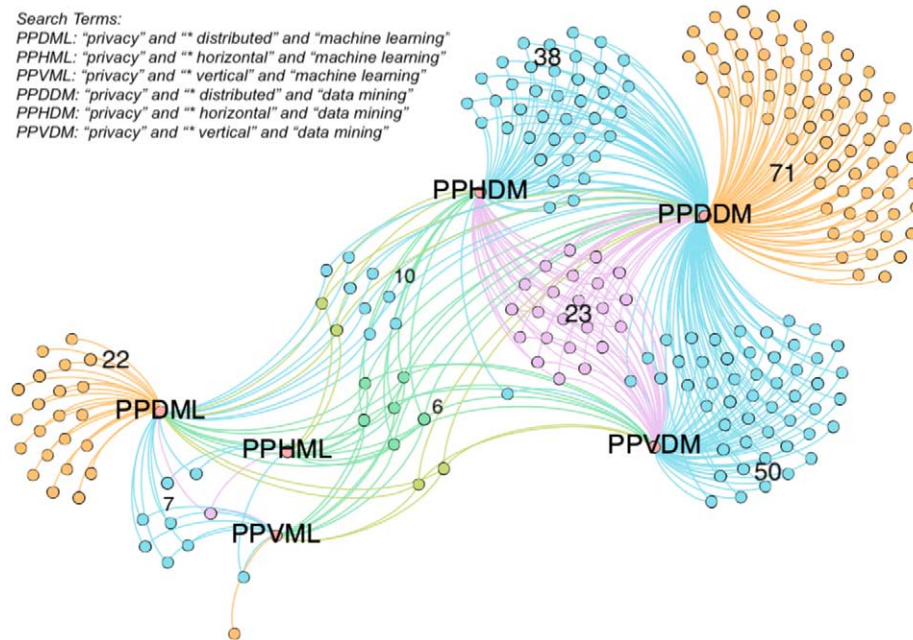 Search Terms:
PPDML: “privacy” and “* distributed” and “machine learning”
PPHML: “privacy” and “* horizontal” and “machine learning”
PPVML: “privacy” and “* vertical” and “machine learning”
PPDDM: “privacy” and “* distributed” and “data mining”
PPHDM: “privacy” and “* horizontal” and “data mining”
PPVDM: “privacy” and “* vertical” and “data mining”
38
71
PPHDM
PPDDM
10
23
22
PPDML
6
PPHML
PPVDM
50
7
PPVML